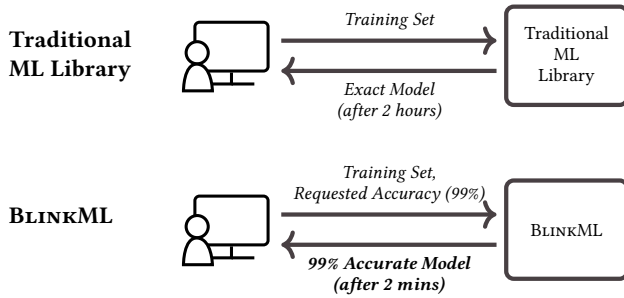 Traditional
ML Library
Training Set
Exact Model
(after 2 hours)
Traditional
ML
Library
BLINKML
Training Set,
Requested Accuracy (99%)
99% Accurate Model
(after 2 mins)
BLINKML